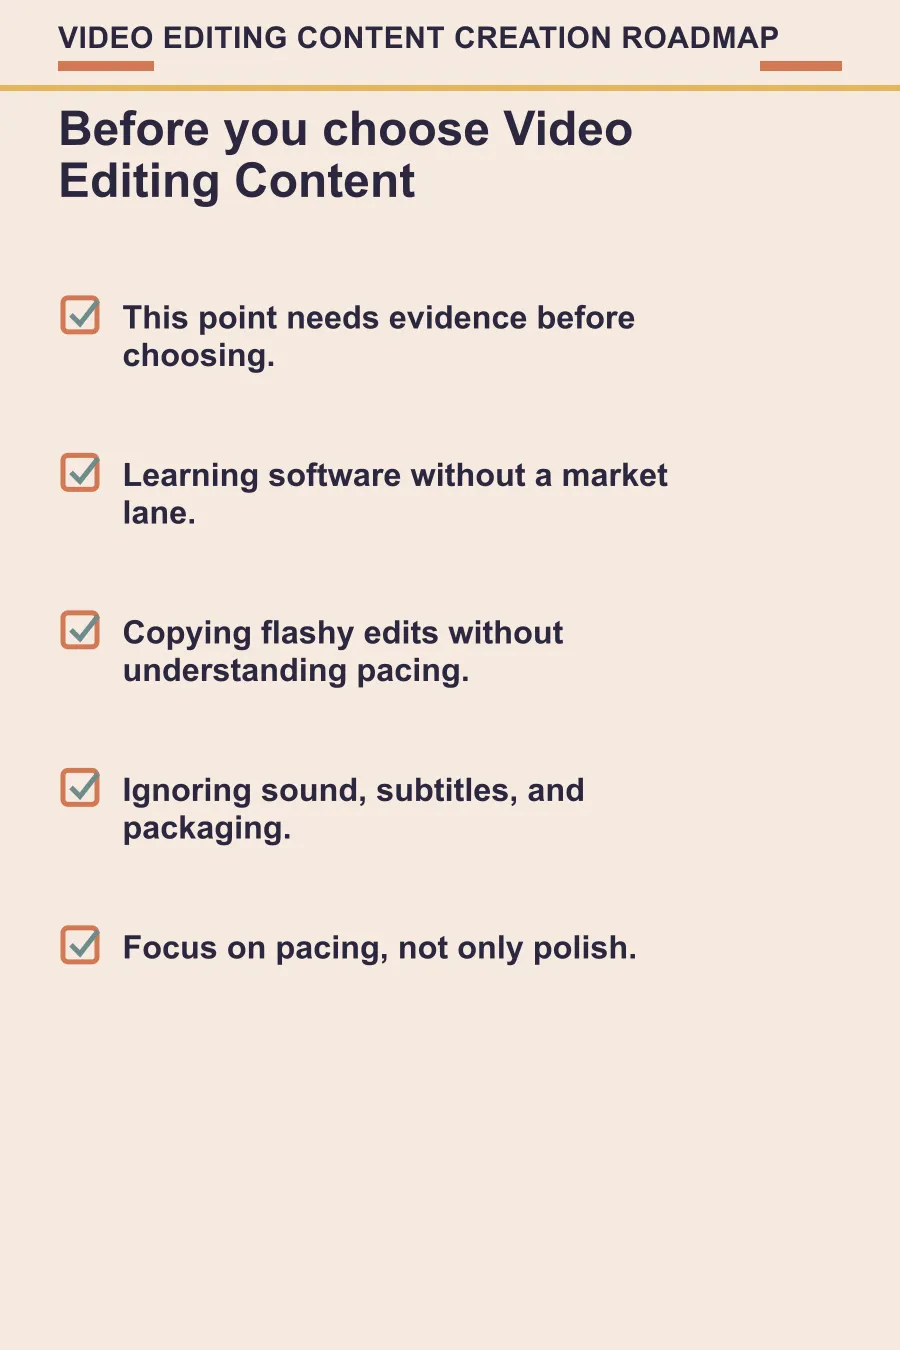 VIDEO EDITING CONTENT CREATION ROADMAP
Before you choose Video
Editing Content
This point needs evidence before
choosing.
Learning software without a market
lane.
Copying flashy edits without
understanding pacing.
Ignoring sound, subtitles, and
packaging.
Focus on pacing, not only polish.